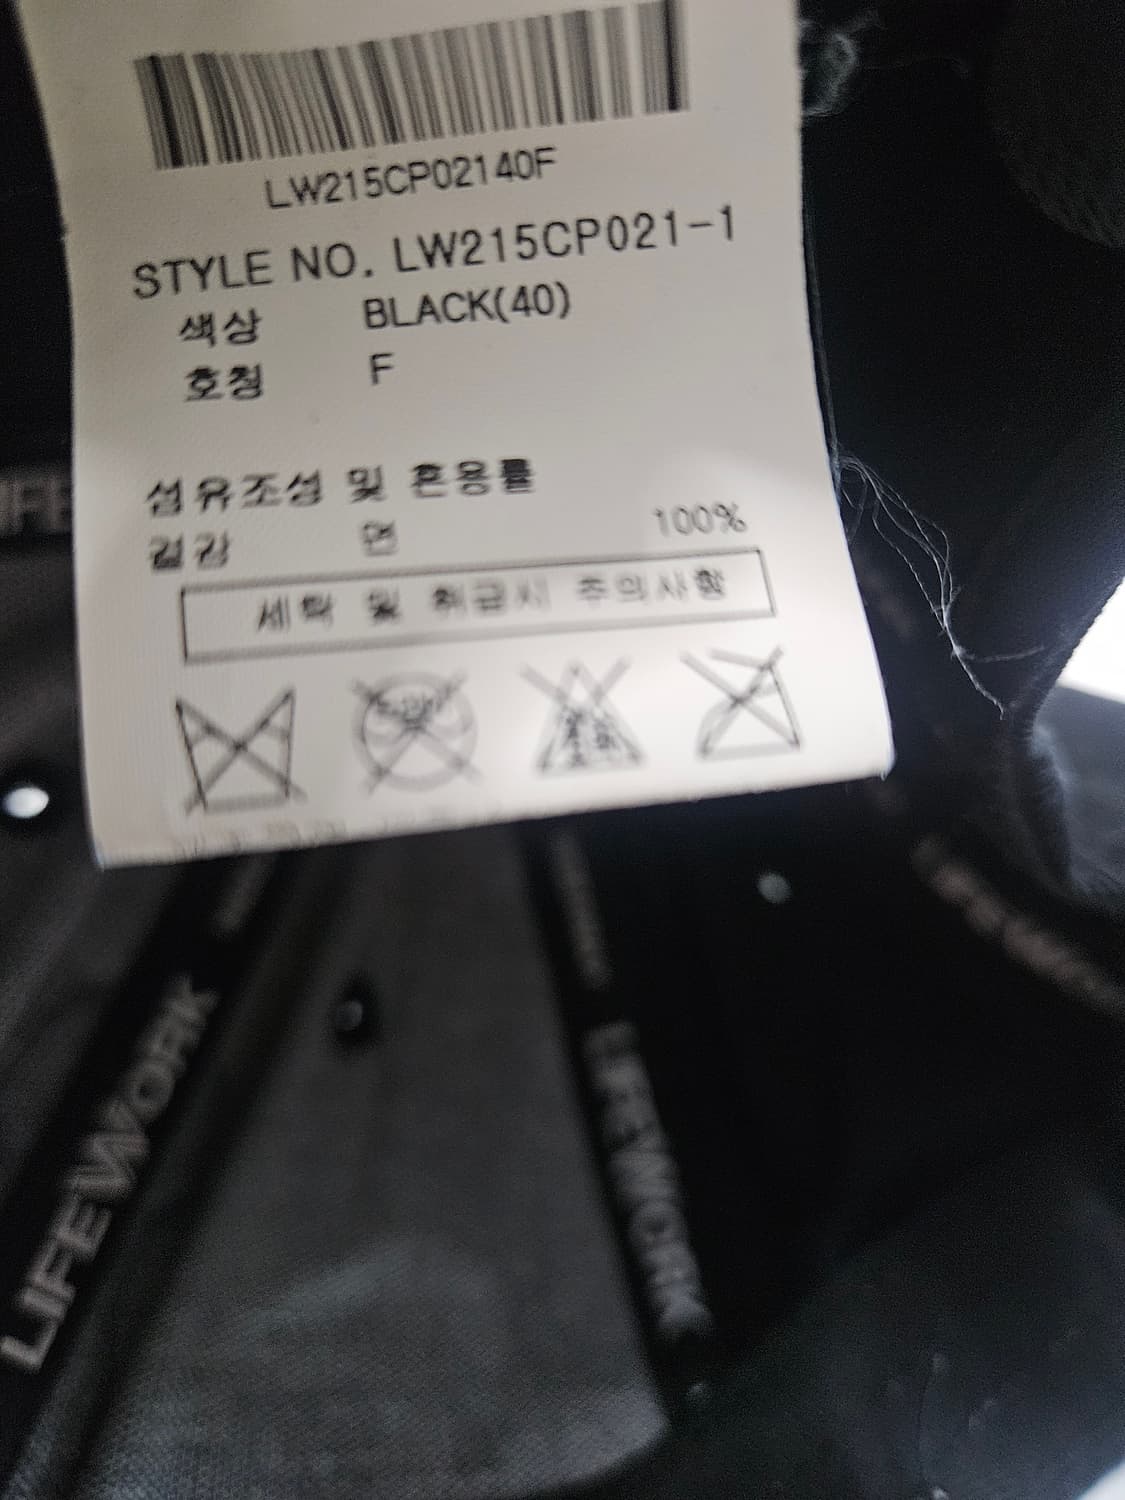 LW215CP02140F
STYLE NO. LW215CP021-1
색상 BLACK(40)
호칭 F
섬유조성 및 혼용률
겉감 면 100%
세탁 및 취급시 주의사항
LIFEWORK
LIFEWORK